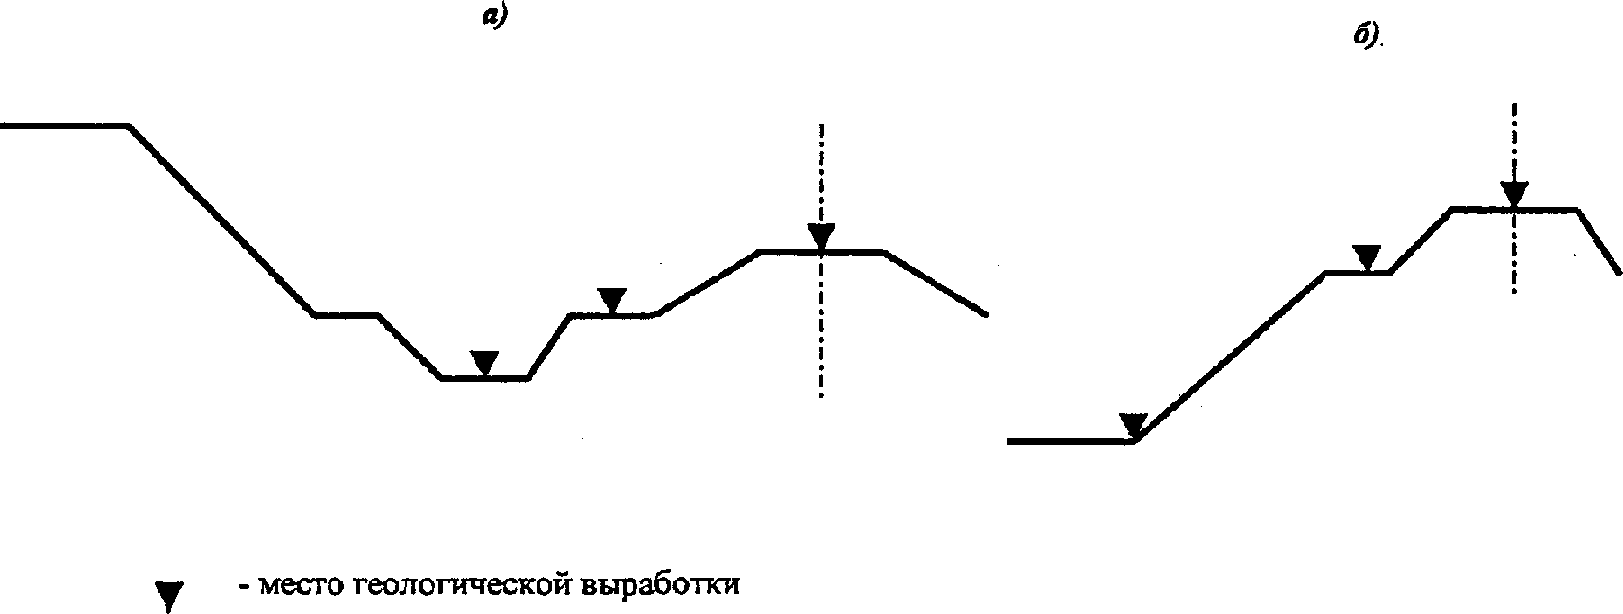 а)
б)
- место геологической выработки